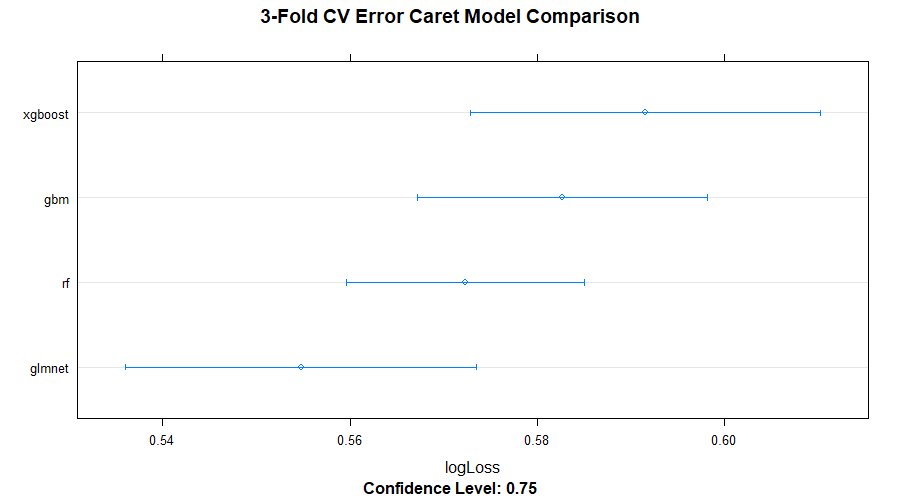 3-Fold CV Error Caret Model Comparison
xgboost
gbm
rf
glmnet
0.54 0.56 0.58 0.60
logLoss
Confidence Level: 0.75